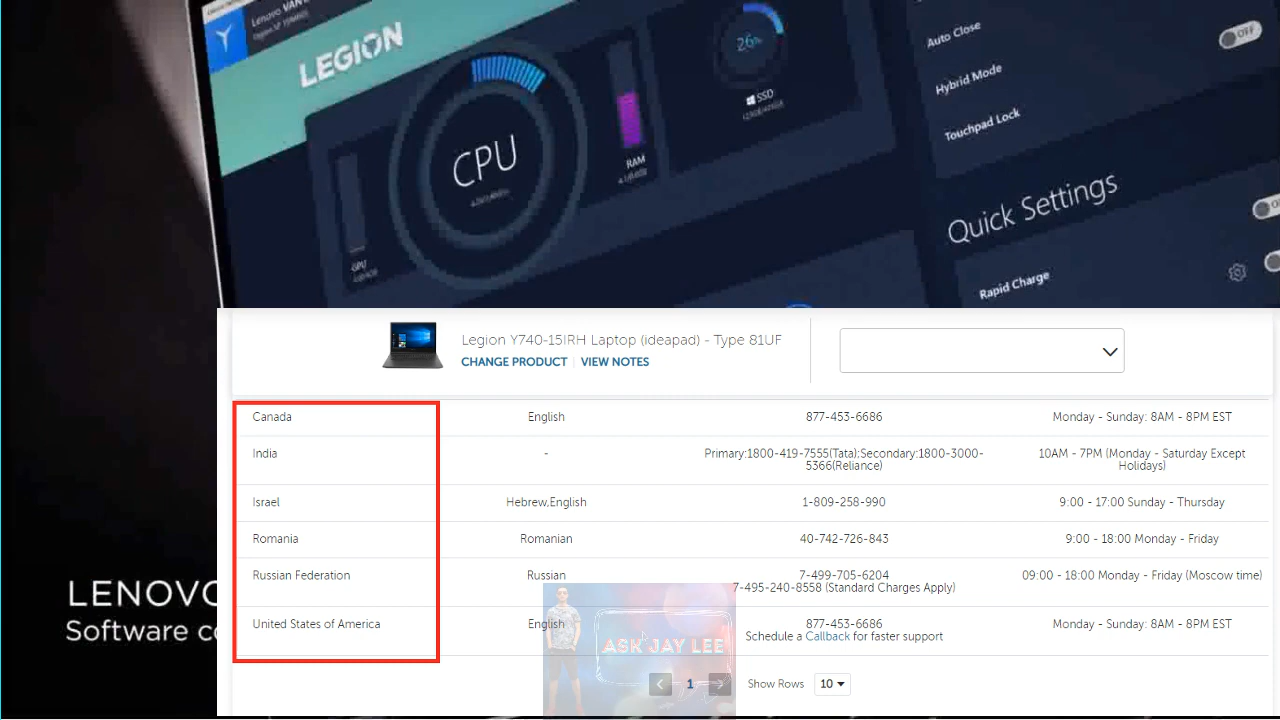 Lenovo
LEGION
CPU
RAM
GPU
26%
SSD
Auto Close
OFF
Hybrid Mode
Touchpad Lock
Quick Settings
Rapid Charge
LENOVO
Software
Legion Y740-15IRH Laptop (ideapad) - Type 81UF
CHANGE PRODUCT | VIEW NOTES
Canada English 877-453-6686 Monday - Sunday: 8AM - 8PM EST
India - Primary:1800-419-7555(Tata);Secondary:1800-3000-
5366(Reliance) 10AM - 7PM (Monday - Saturday Except
Holidays)
Israel Hebrew,English 1-809-258-990 9:00 - 17:00 Sunday - Thursday
Romania Romanian 40-742-726-843 9:00 - 18:00 Monday - Friday
Russian Federation Russian 7-499-705-6204
7-495-240-8558 (Standard Charges Apply) 09:00 - 18:00 Monday - Friday (Moscow time)
United States of America English 877-453-6686
Schedule a Callback for faster support Monday - Sunday: 8AM - 8PM EST
ASK JAY LEE
1 Show Rows 10